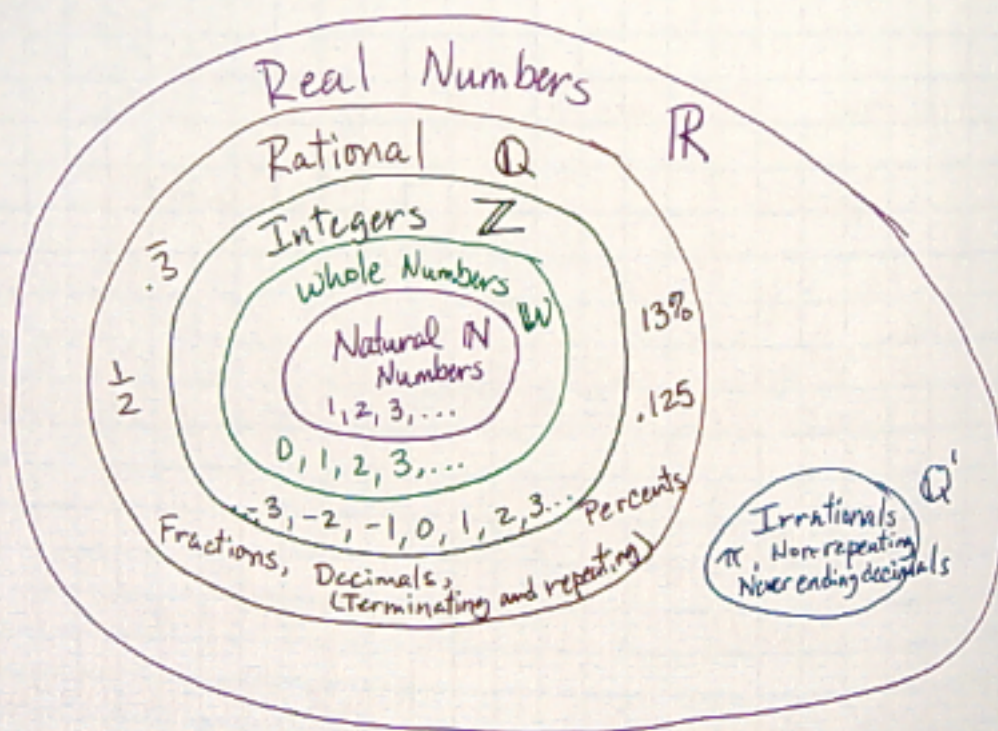 Real Numbers
ℝ
Rational ℚ
Integers ℤ
Whole Numbers 𝕎
Natural ℕ
Numbers
1, 2, 3, ...
0, 1, 2, 3, ...
...-3, -2, -1, 0, 1, 2, 3...
.3̅
1/2
13%
.125
Percents
Fractions, Decimals,
(Terminating and repeating)
ℚ'
Irrationals
π Non repeating
Never ending decimals